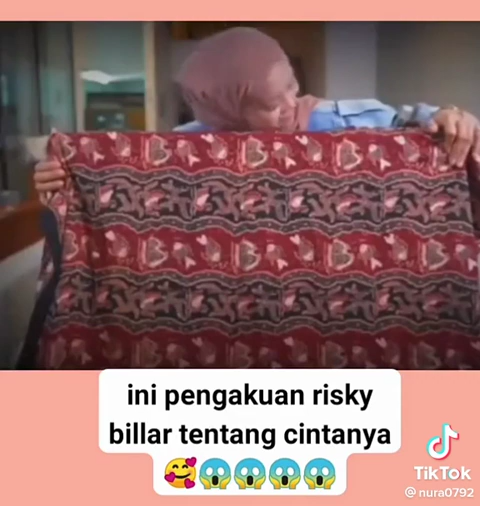 ini pengakuan risky
billar tentang cintanya
🥰😱😱😱😱
TikTok
@nura0792